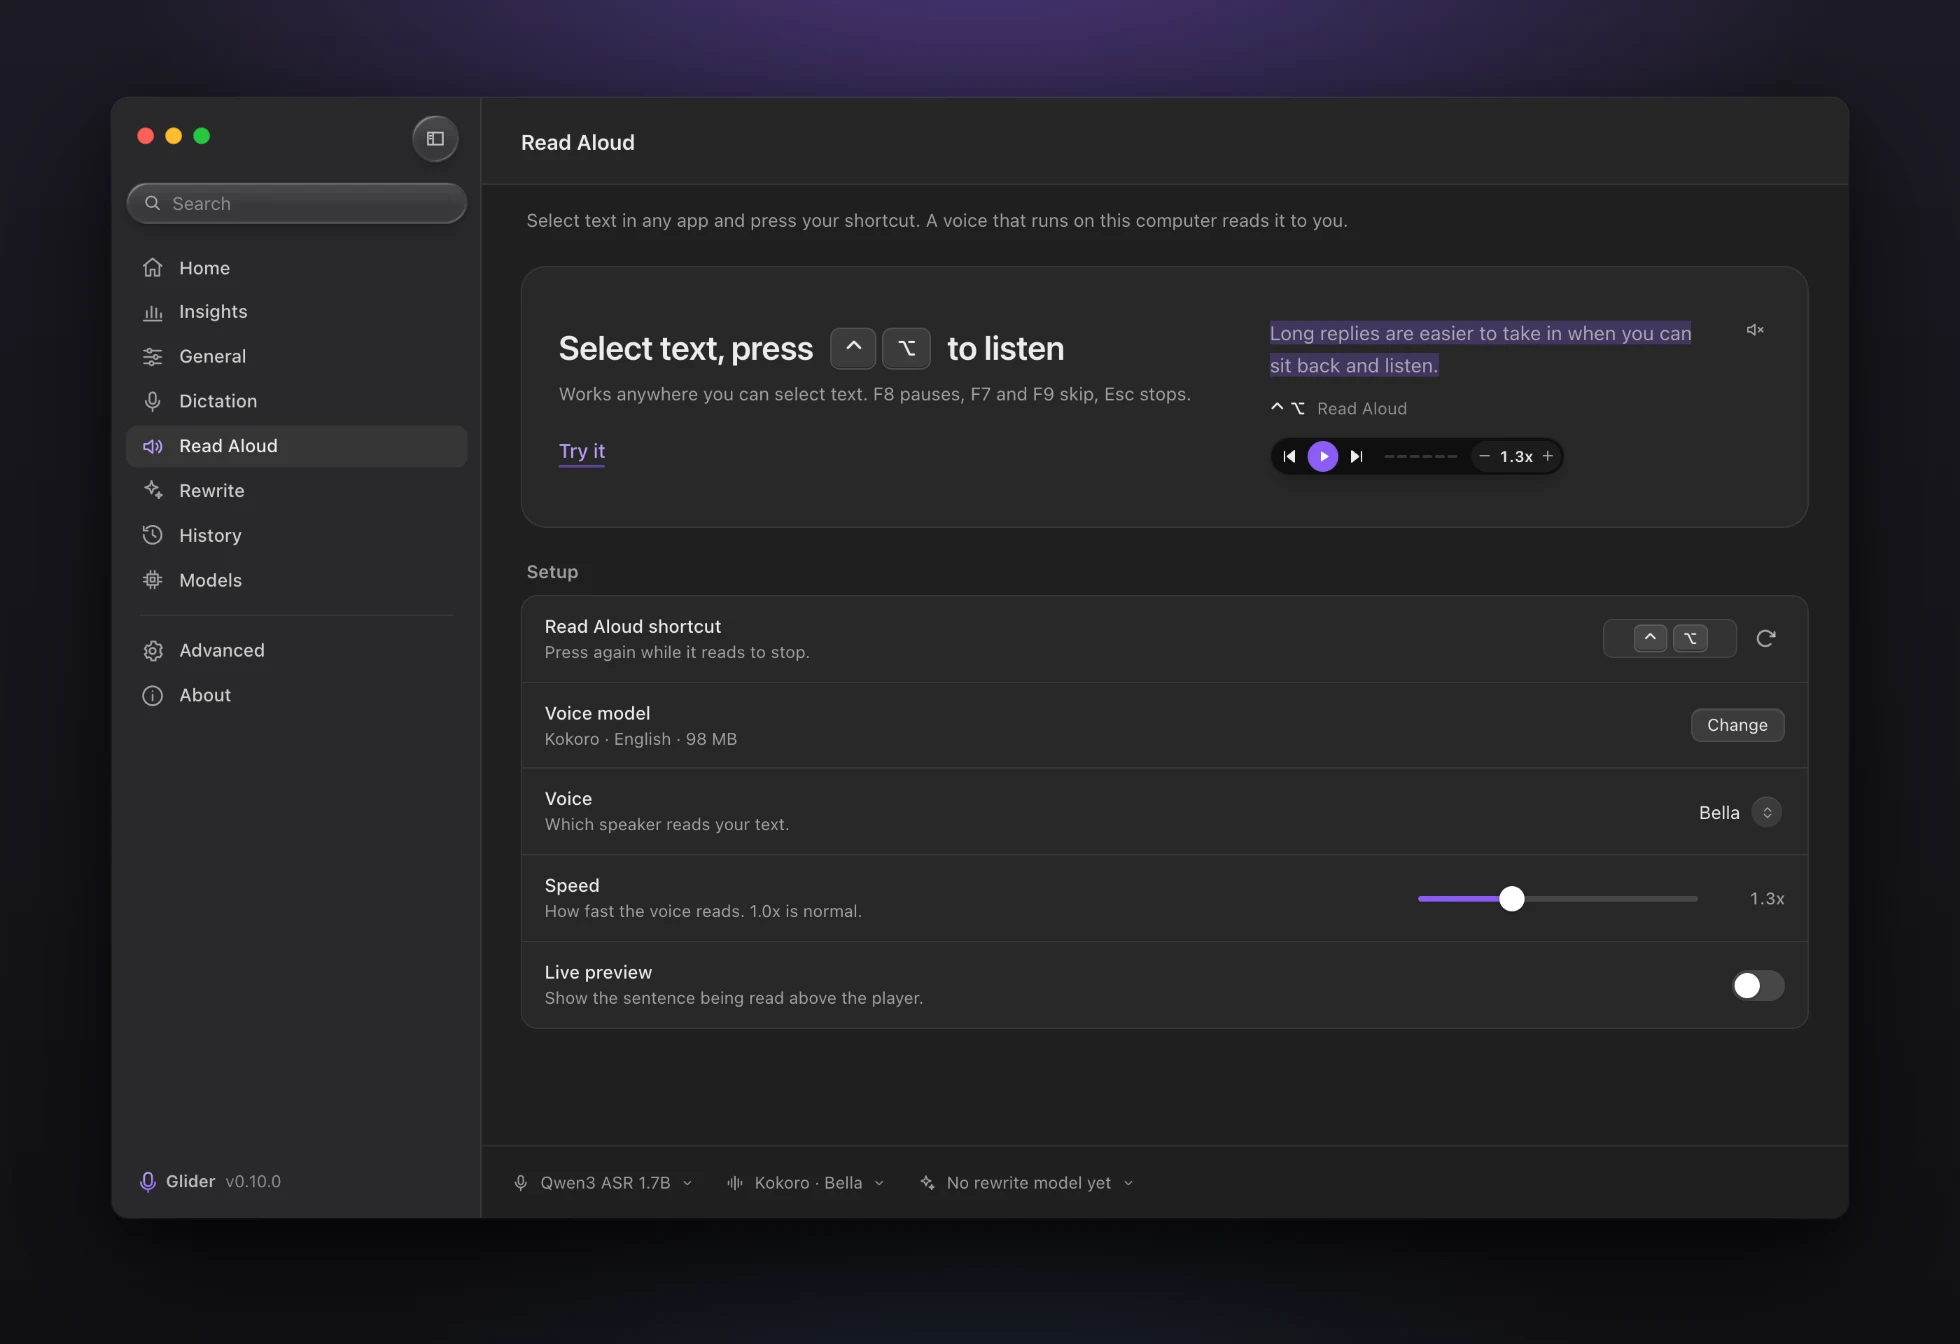 Read Aloud
Search
Home
Insights
General
Dictation
Read Aloud
Rewrite
History
Models
Advanced
About
Glider v0.10.0
Select text in any app and press your shortcut. A voice that runs on this computer reads it to you.
Select text, press ^ ⌥ to listen
Works anywhere you can select text. F8 pauses, F7 and F9 skip, Esc stops.
Try it
Long replies are easier to take in when you can
sit back and listen.
^ ⌥ Read Aloud
− 1.3x +
Setup
Read Aloud shortcut
Press again while it reads to stop.
^ ⌥
Voice model
Kokoro · English · 98 MB
Change
Voice
Which speaker reads your text.
Bella
Speed
How fast the voice reads. 1.0x is normal.
1.3x
Live preview
Show the sentence being read above the player.
Qwen3 ASR 1.7B
Kokoro · Bella
No rewrite model yet